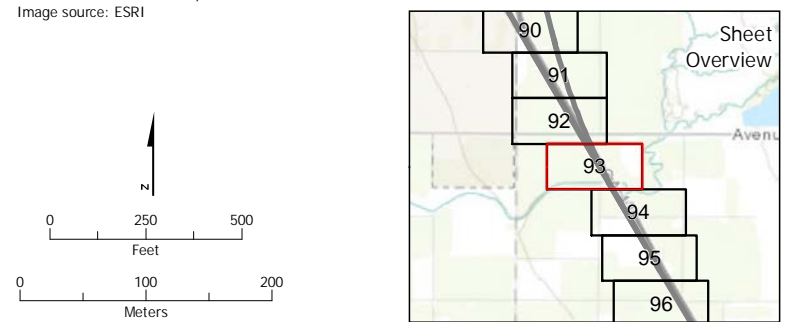 Image source: ESRI
N
0 250 500
Feet
0 100 200
Meters
Sheet
Overview
90
91
92
Avenu
93
94
95
96